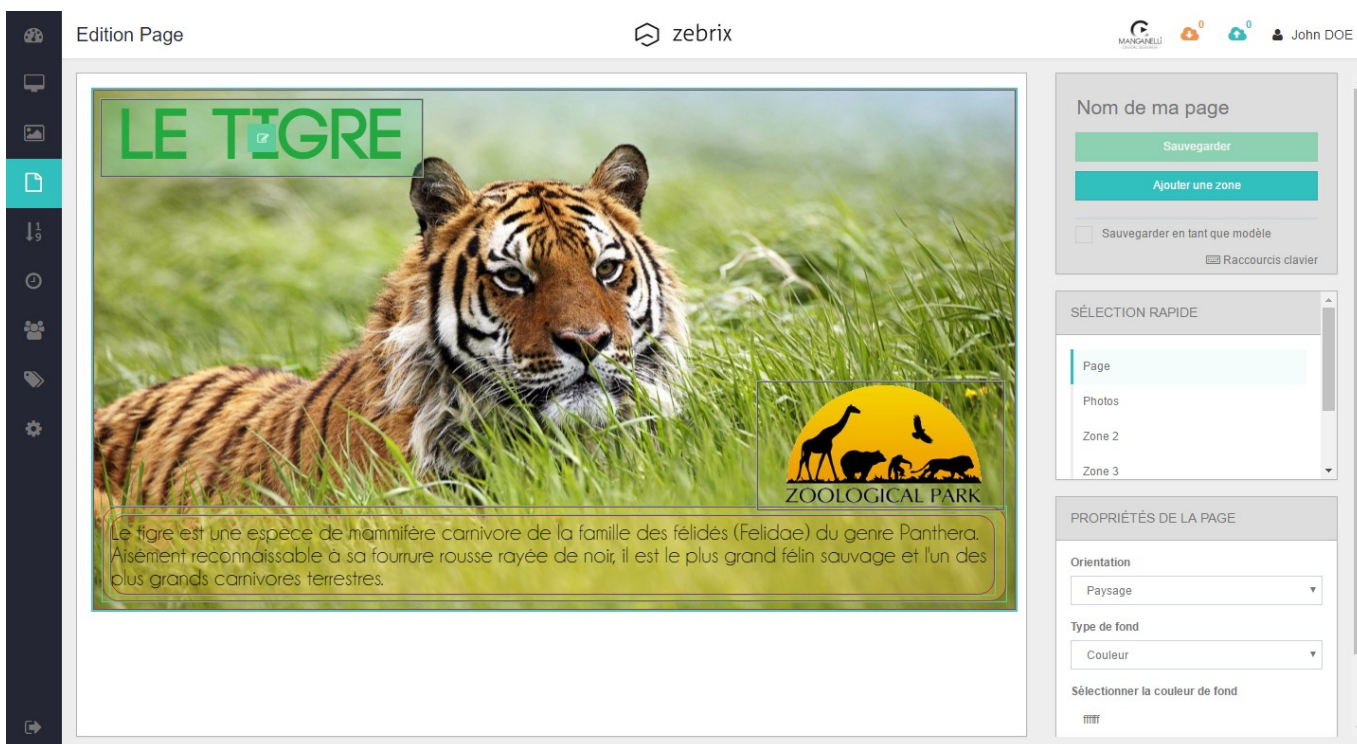 Edition Page
zebrix
MANGANELLI
0
0
John DOE
LE TIGRE
ZOOLOGICAL PARK
Le tigre est une espèce de mammifère carnivore de la famille des félidés (Felidae) du genre Panthera.
Aisément reconnaissable à sa fourrure rousse rayée de noir, il est le plus grand félin sauvage et l'un des
plus grands carnivores terrestres.
Nom de ma page
Sauvegarder
Ajouter une zone
Sauvegarder en tant que modèle
Raccourcis clavier
SÉLECTION RAPIDE
Page
Photos
Zone 2
Zone 3
PROPRIÉTÉS DE LA PAGE
Orientation
Paysage
Type de fond
Couleur
Sélectionner la couleur de fond
ffffff